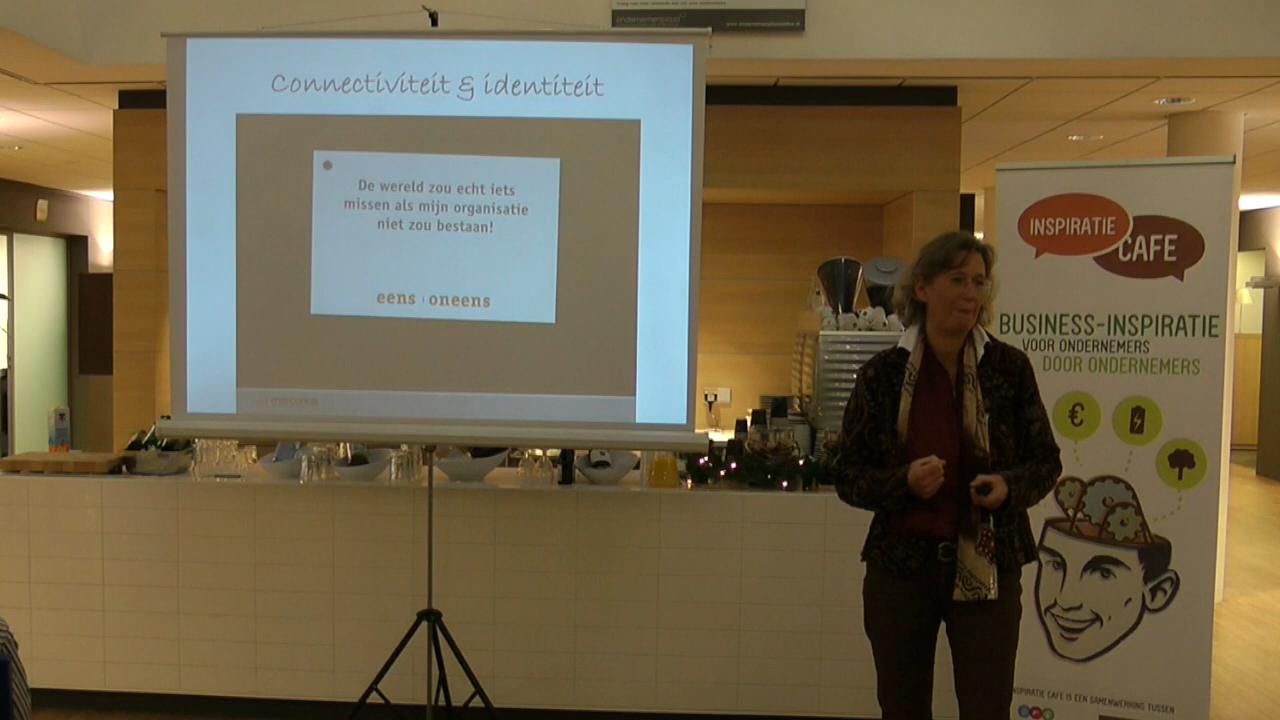 ondernemersplaza
Connectiviteit & identiteit
De wereld zou echt iets
missen als mijn organisatie
niet zou bestaan!
eens oneens
INSPIRATIE
CAFE
BUSINESS-INSPIRATIE
VOOR ONDERNEMERS
DOOR ONDERNEMERS
€
INSPIRATIE CAFE IS EEN SAMENWERKING TUSSEN